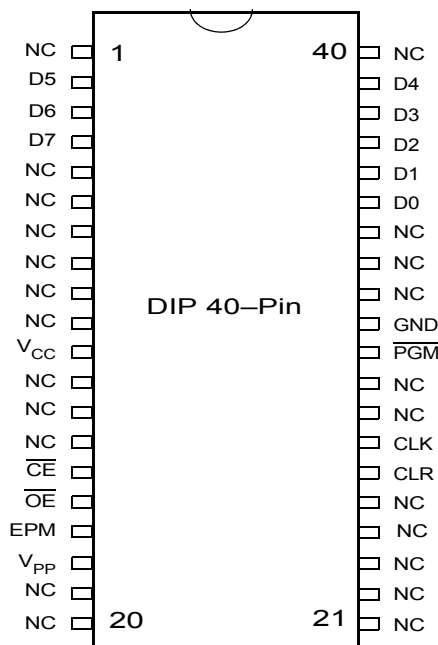 NC 1 40 NC
D5 D4
D6 D3
D7 D2
NC D1
NC D0
NC NC
NC NC
NC NC
NC DIP 40–Pin GND
VCC PGM
NC NC
NC NC
NC CLK
CE CLR
OE NC
EPM NC
VPP NC
NC NC
NC 20 21 NC